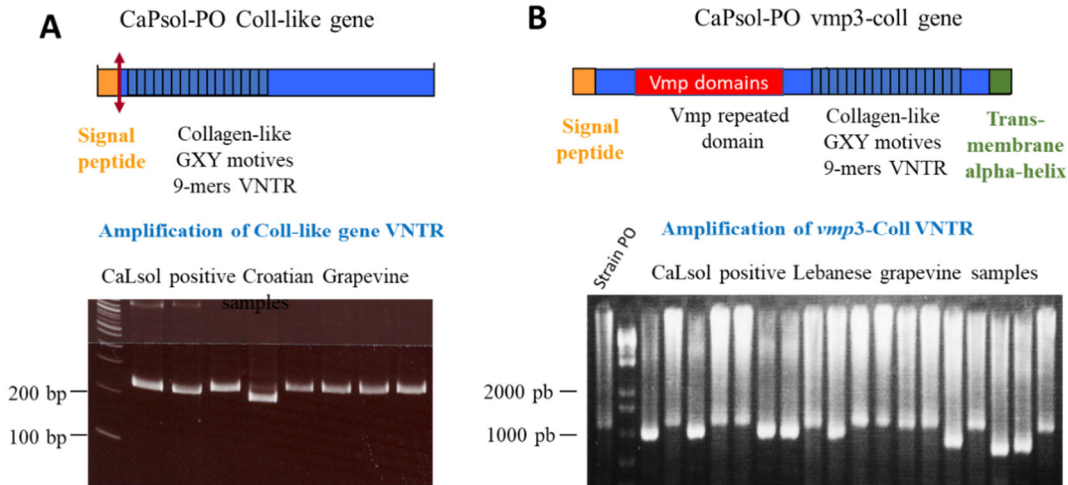 A
CaPsol-PO Coll-like gene
Signal
peptide
Collagen-like
GXY motives
9-mers VNTR
Amplification of Coll-like gene VNTR
CaLsol positive Croatian Grapevine
samples
200 bp
100 bp
B
CaPsol-PO vmp3-coll gene
Vmp domains
Signal
peptide
Vmp repeated
domain
Collagen-like
GXY motives
9-mers VNTR
Trans-
membrane
alpha-helix
Amplification of vmp3-Coll VNTR
Strain PO
CaLsol positive Lebanese grapevine samples
2000 pb
1000 pb